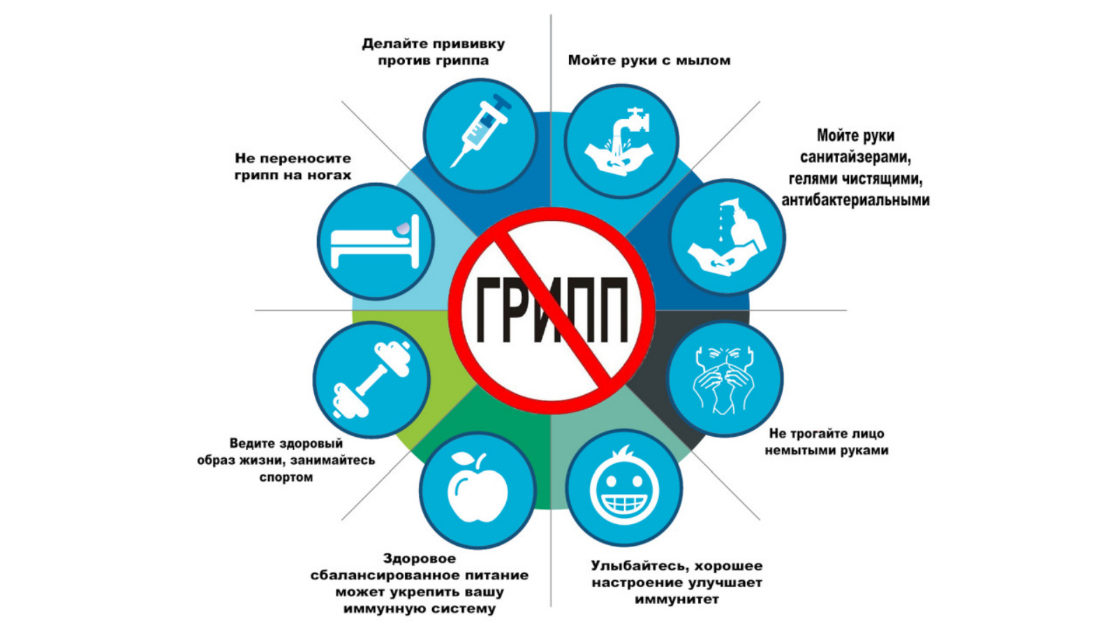 Делайте прививку
против гриппа
Мойте руки с мылом
Мойте руки
санитайзерами,
гелями чистящими,
антибактериальными
Не переносите
грипп на ногах
ГРИПП
Не трогайте лицо
немытыми руками
Ведите здоровый
образ жизни, занимайтесь
спортом
Здоровое
сбалансированное питание
может укрепить вашу
иммунную систему
Улыбайтесь, хорошее
настроение улучшает
иммунитет